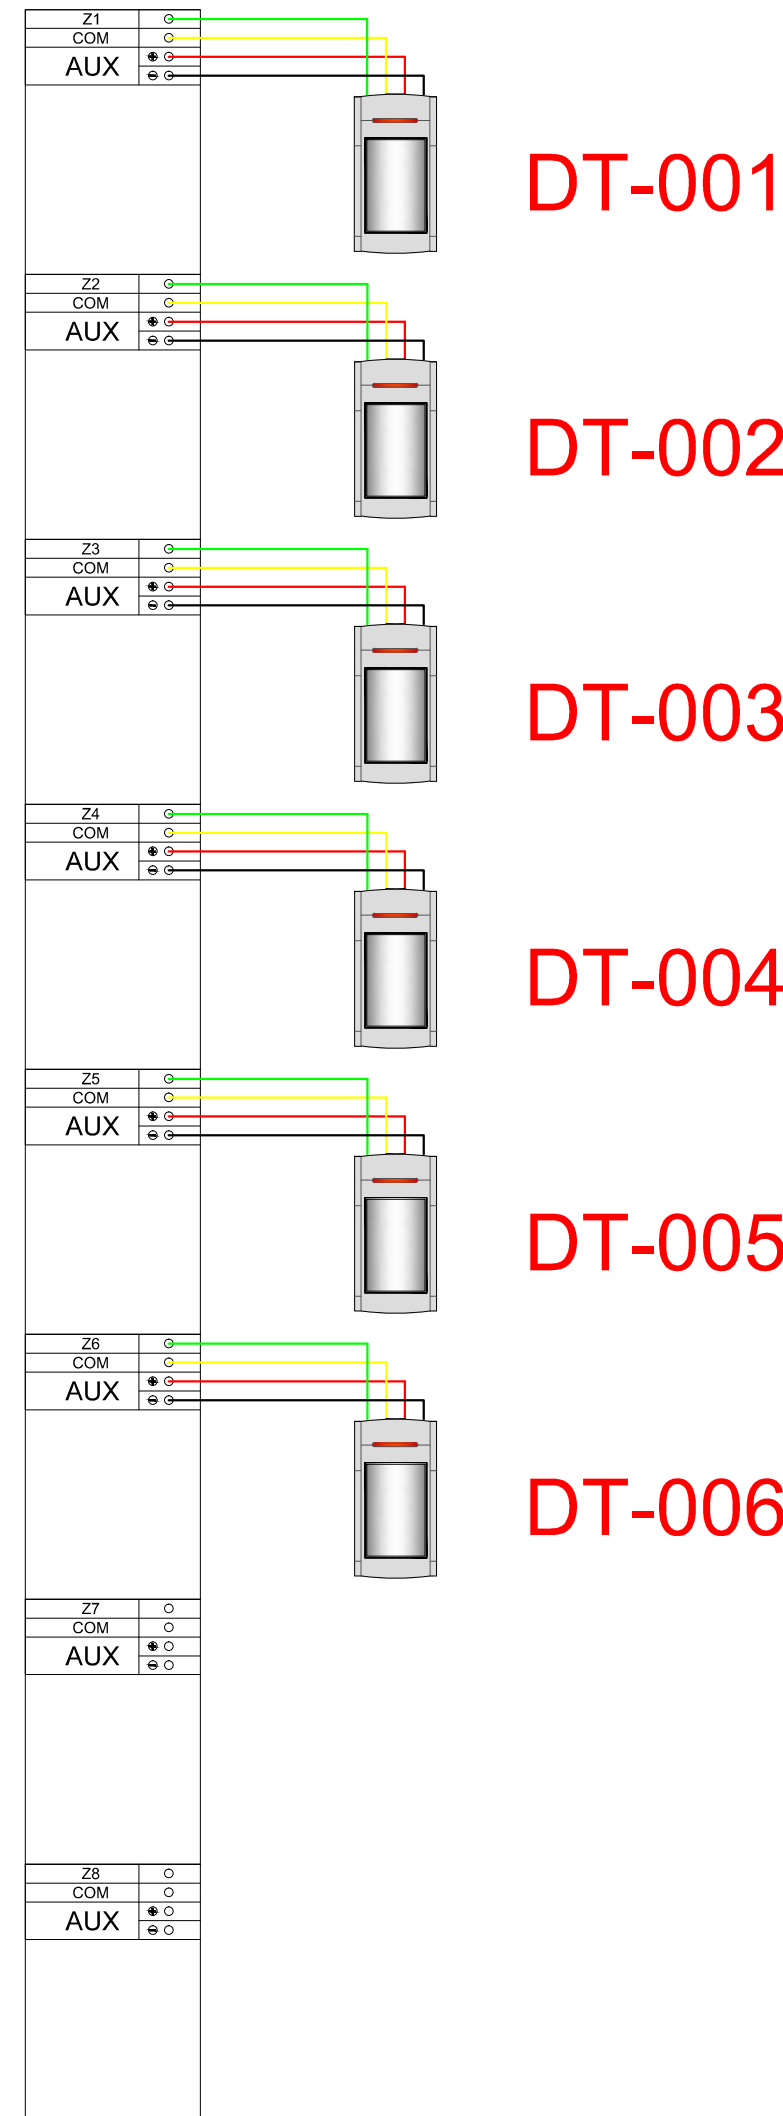 Z1
COM
AUX
DT-001
Z2
COM
AUX
DT-002
Z3
COM
AUX
DT-003
Z4
COM
AUX
DT-004
Z5
COM
AUX
DT-005
Z6
COM
AUX
DT-006
Z7
COM
AUX
Z8
COM
AUX